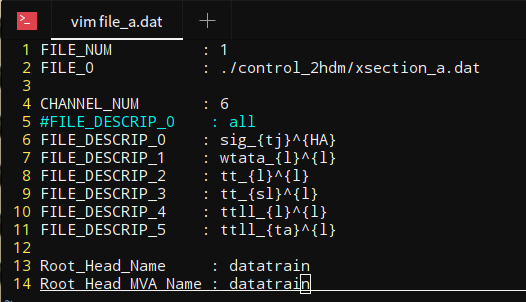 vim file_a.dat
1 FILE_NUM : 1
2 FILE_0 : ./control_2hdm/xsection_a.dat
3
4 CHANNEL_NUM : 6
5 #FILE_DESCRIP_0 : all
6 FILE_DESCRIP_0 : sig_{tj}^{HA}
7 FILE_DESCRIP_1 : wtata_{l}^{l}
8 FILE_DESCRIP_2 : tt_{l}^{l}
9 FILE_DESCRIP_3 : tt_{sl}^{l}
10 FILE_DESCRIP_4 : ttll_{l}^{l}
11 FILE_DESCRIP_5 : ttll_{ta}^{l}
12
13 Root_Head_Name : datatrain
14 Root_Head_MVA_Name : datatrain